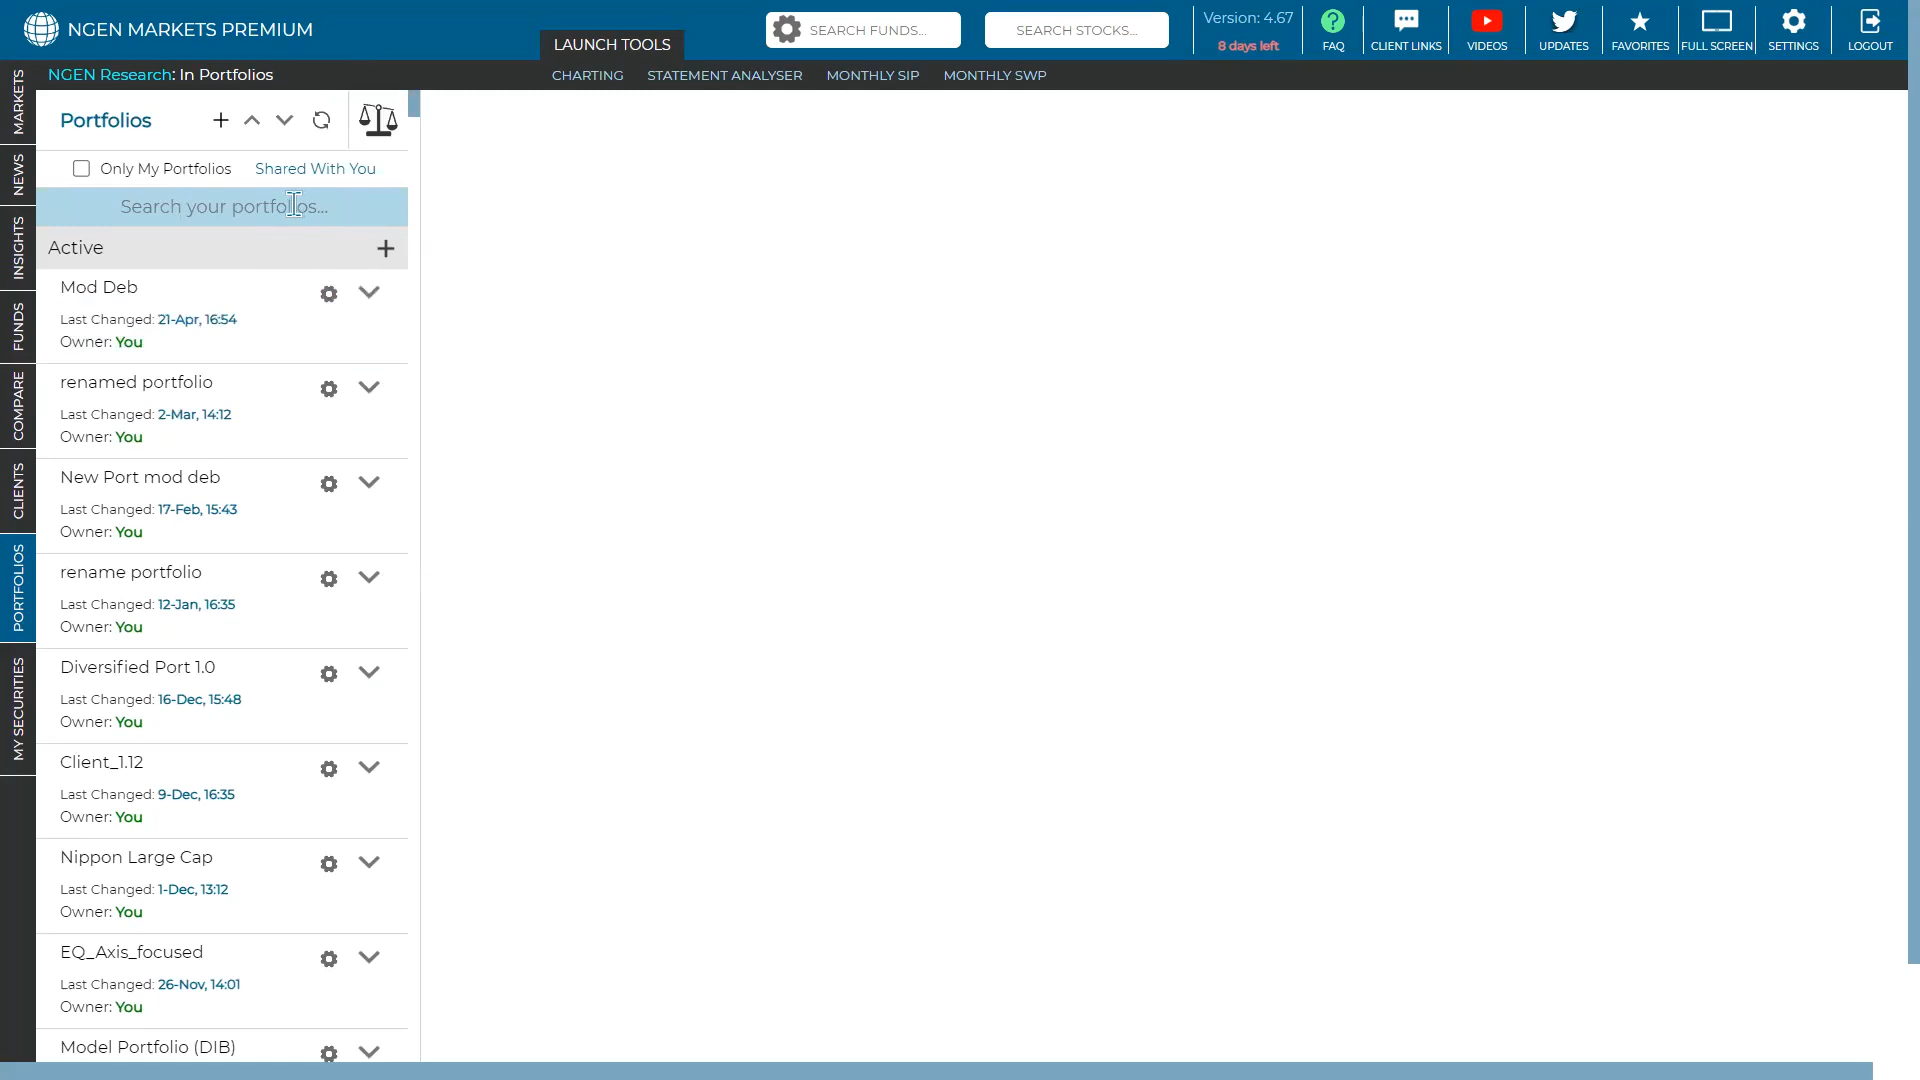 NGEN MARKETS PREMIUM
LAUNCH TOOLS
SEARCH FUNDS...
SEARCH STOCKS...
Version: 4.67
8 days left
FAQ
CLIENT LINKS
VIDEOS
UPDATES
FAVORITES
FULL SCREEN
SETTINGS
LOGOUT
NGEN Research: In Portfolios
CHARTING
STATEMENT ANALYSER
MONTHLY SIP
MONTHLY SWP
MARKETS
NEWS
INSIGHTS
FUNDS
COMPARE
CLIENTS
PORTFOLIOS
MY SECURITIES
Portfolios
Only My Portfolios
Shared With You
Search your portfolios...
Active
Mod Deb
Last Changed: 21-Apr, 16:54
Owner: You
renamed portfolio
Last Changed: 2-Mar, 14:12
Owner: You
New Port mod deb
Last Changed: 17-Feb, 15:43
Owner: You
rename portfolio
Last Changed: 12-Jan, 16:35
Owner: You
Diversified Port 1.0
Last Changed: 16-Dec, 15:48
Owner: You
Client_1.12
Last Changed: 9-Dec, 16:35
Owner: You
Nippon Large Cap
Last Changed: 1-Dec, 13:12
Owner: You
EQ_Axis_focused
Last Changed: 26-Nov, 14:01
Owner: You
Model Portfolio (DIB)